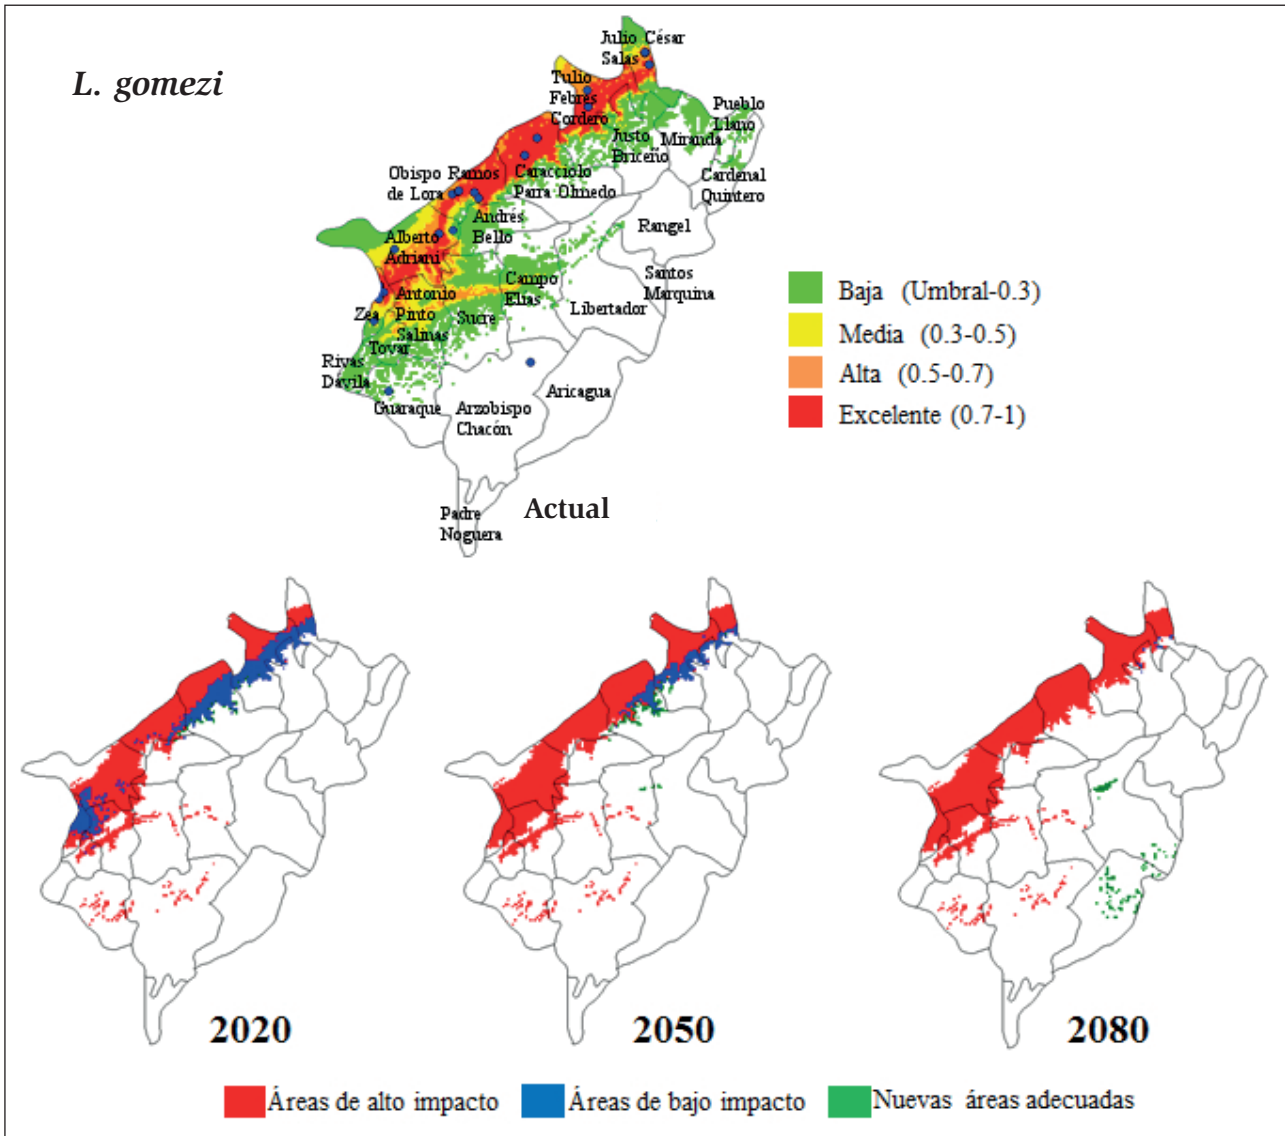 L. gomezi
Julio César
Salas
Tulio
Febres
Cordero
Pueblo
Llano
Justo
Briceño
Miranda
Cardenal
Quintero
Obispo Ramos
de Lora
Caracciolo
Parra Olmedo
Andrés
Bello
Rangel
Alberto
Adriani
Santos
Marquina
Campo
Elias
Libertador
Antonio
Pinto
Salinas
Zea
Sucre
Tovar
Rivas
Davila
Guaraque
Arzobispo
Chacón
Aricagua
Padre
Noguera
Actual
Baja (Umbral-0.3)
Media (0.3-0.5)
Alta (0.5-0.7)
Excelente (0.7-1)
2020
2050
2080
Áreas de alto impacto
Áreas de bajo impacto
Nuevas áreas adecuadas